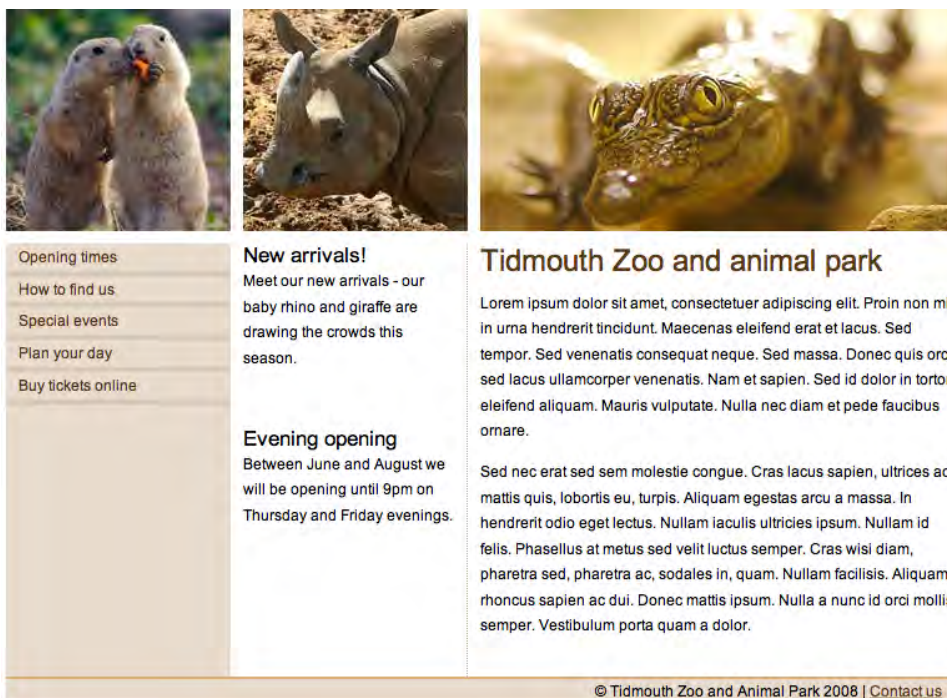 Opening times
How to find us
Special events
Plan your day
Buy tickets online
New arrivals!
Meet our new arrivals - our
baby rhino and giraffe are
drawing the crowds this
season.
Evening opening
Between June and August we
will be opening until 9pm on
Thursday and Friday evenings.
Tidmouth Zoo and animal park
Lorem ipsum dolor sit amet, consectetuer adipiscing elit. Proin non mi
in urna hendrerit tincidunt. Maecenas eleifend erat et lacus. Sed
tempor. Sed venenatis consequat neque. Sed massa. Donec quis orc
sed lacus ullamcorper venenatis. Nam et sapien. Sed id dolor in tortor
eleifend aliquam. Mauris vulputate. Nulla nec diam et pede faucibus
ornare.
Sed nec erat sed sem molestie congue. Cras lacus sapien, ultrices ac
mattis quis, lobortis eu, turpis. Aliquam egestas arcu a massa. In
hendrerit odio eget lectus. Nullam iaculis ultricies ipsum. Nullam id
felis. Phasellus at metus sed velit luctus semper. Cras wisi diam,
pharetra sed, pharetra ac, sodales in, quam. Nullam facilisis. Aliquam
rhoncus sapien ac dui. Donec mattis ipsum. Nulla a nunc id orci mollis
semper. Vestibulum porta quam a dolor.
© Tidmouth Zoo and Animal Park 2008 | Contact us